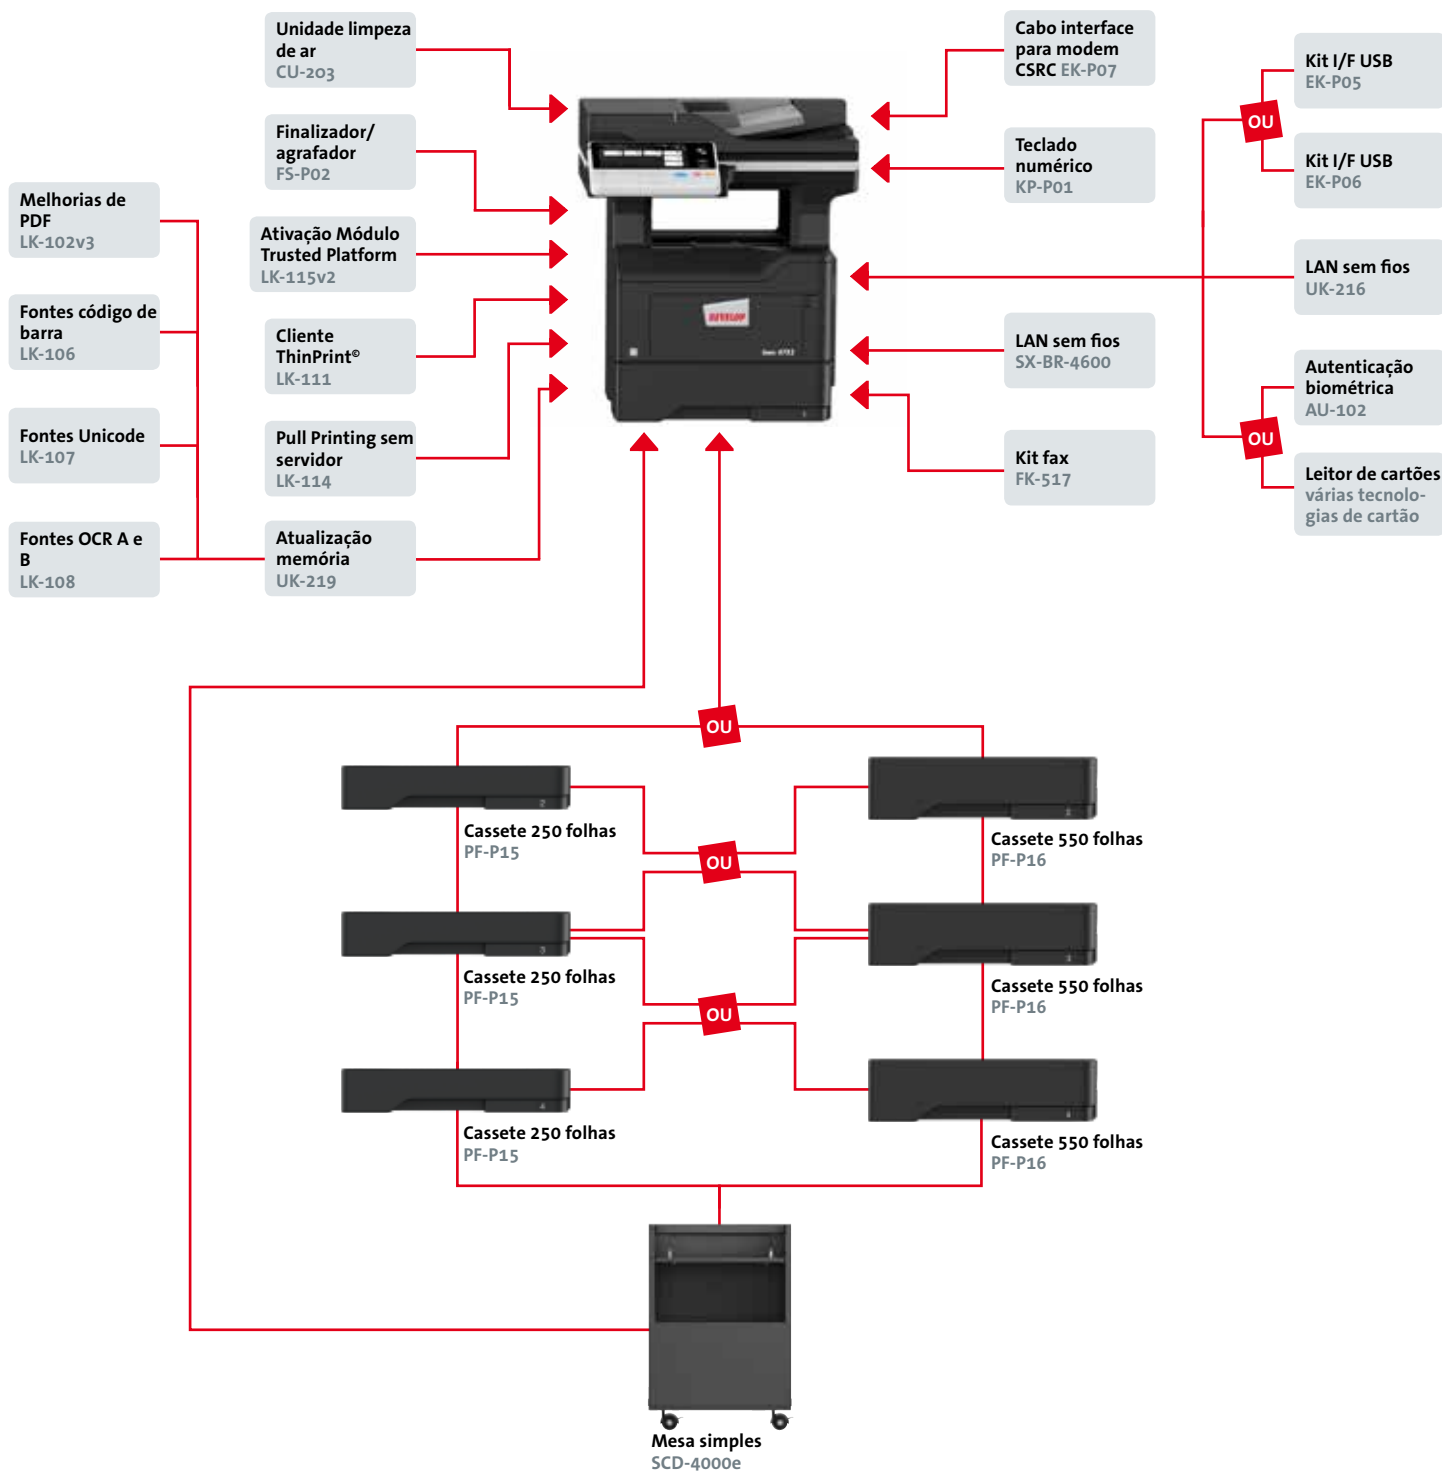 Unidade limpeza
de ar
CU-203
Finalizador/
agrafador
FS-P02
Ativação Módulo
Trusted Platform
LK-115v2
Cliente
ThinPrint©
LK-111
Pull Printing sem
servidor
LK-114
Atualização
memória
UK-219
Melhorias de
PDF
LK-102v3
Fontes código de
barra
LK-106
Fontes Unicode
LK-107
Fontes OCR A e
B
LK-108
DEVELOP
Cabo interface
para modem
CSRC EK-P07
Teclado
numérico
KP-P01
LAN sem fios
SX-BR-4600
Kit fax
FK-517
Kit I/F USB
EK-P05
OU
Kit I/F USB
EK-P06
LAN sem fios
UK-216
Autenticação
biométrica
AU-102
OU
Leitor de cartões
várias tecnolo-
gias de cartão
OU
2
Cassete 250 folhas
PF-P15
Cassete 550 folhas
PF-P16
OU
3
Cassete 250 folhas
PF-P15
Cassete 550 folhas
PF-P16
OU
4
Cassete 250 folhas
PF-P15
Cassete 550 folhas
PF-P16
Mesa simples
SCD-4000e